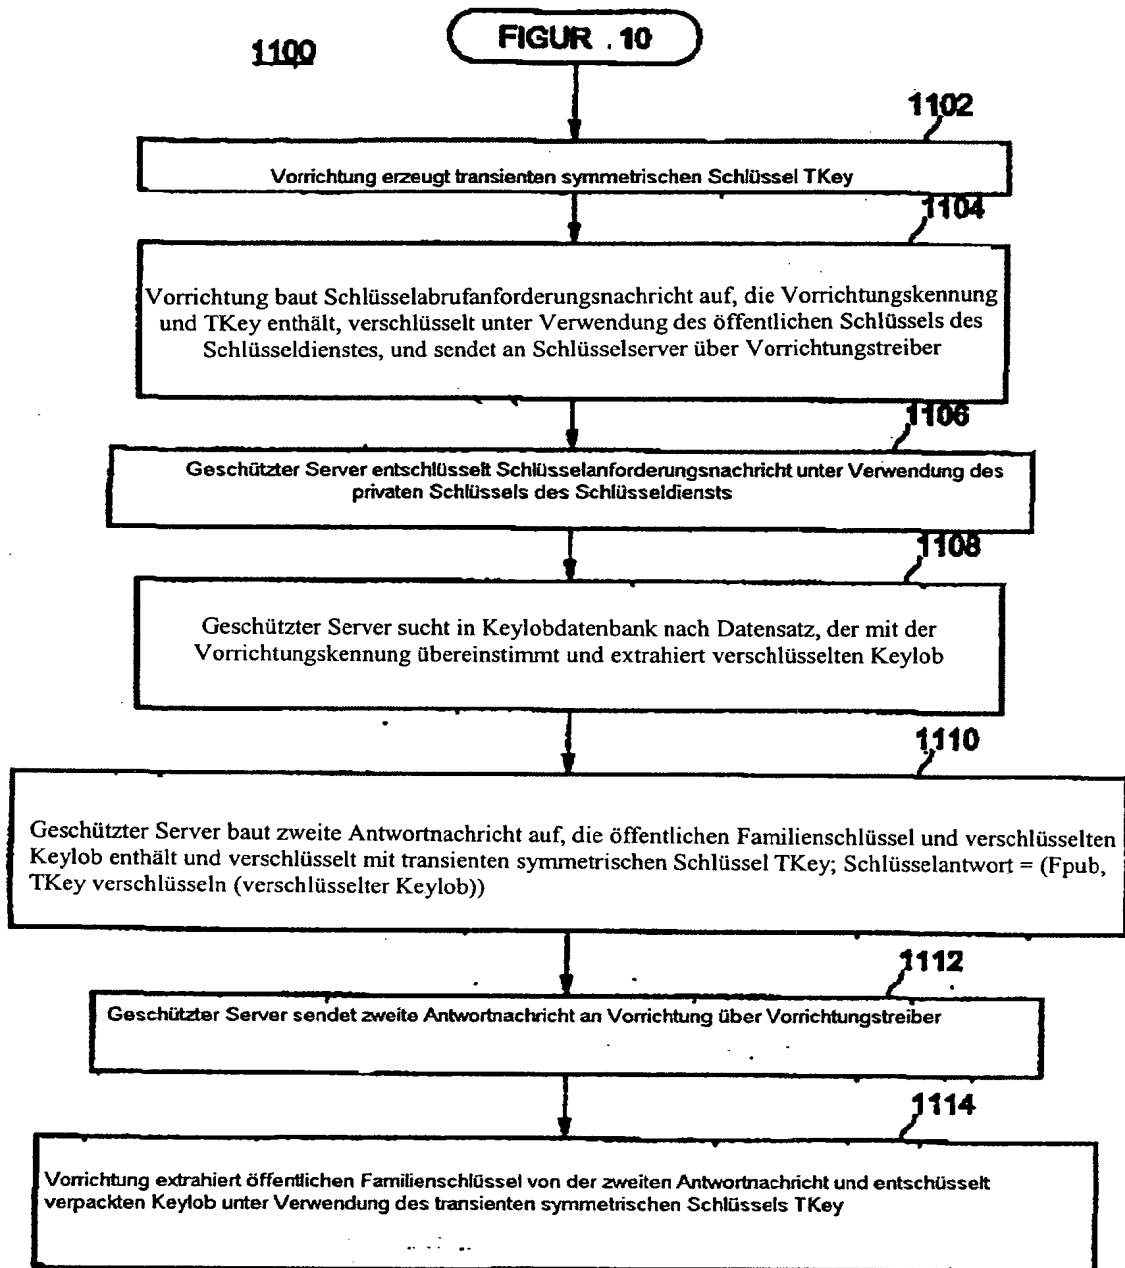 FIGUR . 10
1100
1102
Vorrichtung erzeugt transienten symmetrischen Schlüssel TKey
1104
Vorrichtung baut Schlüsselabrufanforderungsnachricht auf, die Vorrichtungskennung
und TKey enthält, verschlüsselt unter Verwendung des öffentlichen Schlüssels des
Schlüsseldienstes, und sendet an Schlüsselserver über Vorrichtungstreiber
1106
Geschützter Server entschlüsselt Schlüsselanforderungsnachricht unter Verwendung des
privaten Schlüssels des Schlüsseldiensts
1108
Geschützter Server sucht in Keylobdatenbank nach Datensatz, der mit der
Vorrichtungskennung übereinstimmt und extrahiert verschlüsselten Keylob
1110
Geschützter Server baut zweite Antwortnachricht auf, die öffentlichen Familienschlüssel und verschlüsselten
Keylob enthält und verschlüsselt mit transienten symmetrischen Schlüssel TKey; Schlüsselantwort = (Fpub,
TKey verschlüsseln (verschlüsselter Keylob))
1112
Geschützter Server sendet zweite Antwortnachricht an Vorrichtung über Vorrichtungstreiber
1114
Vorrichtung extrahiert öffentlichen Familienschlüssel von der zweiten Antwortnachricht und entschüsselt
verpackten Keylob unter Verwendung des transienten symmetrischen Schlüssels TKey